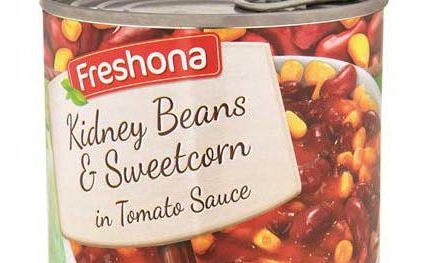 Freshona
Kidney Beans
& Sweetcorn
in Tomato Sauce